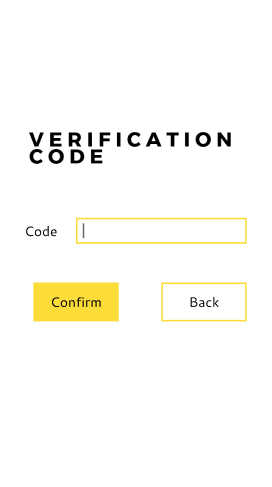 VERIFICATION
CODE
Code
Confirm
Back